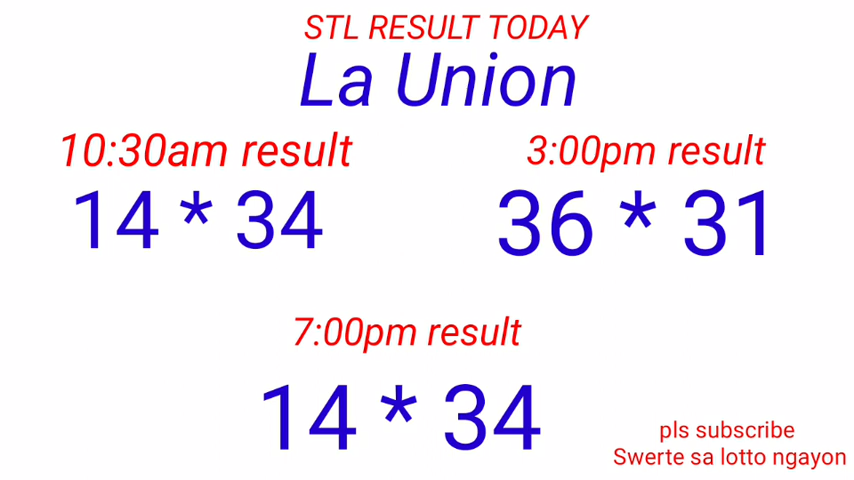 STL RESULT TODAY
La Union
10:30am result
14 * 34
3:00pm result
36 * 31
7:00pm result
14 * 34
pls subscribe
Swerte sa lotto ngayon